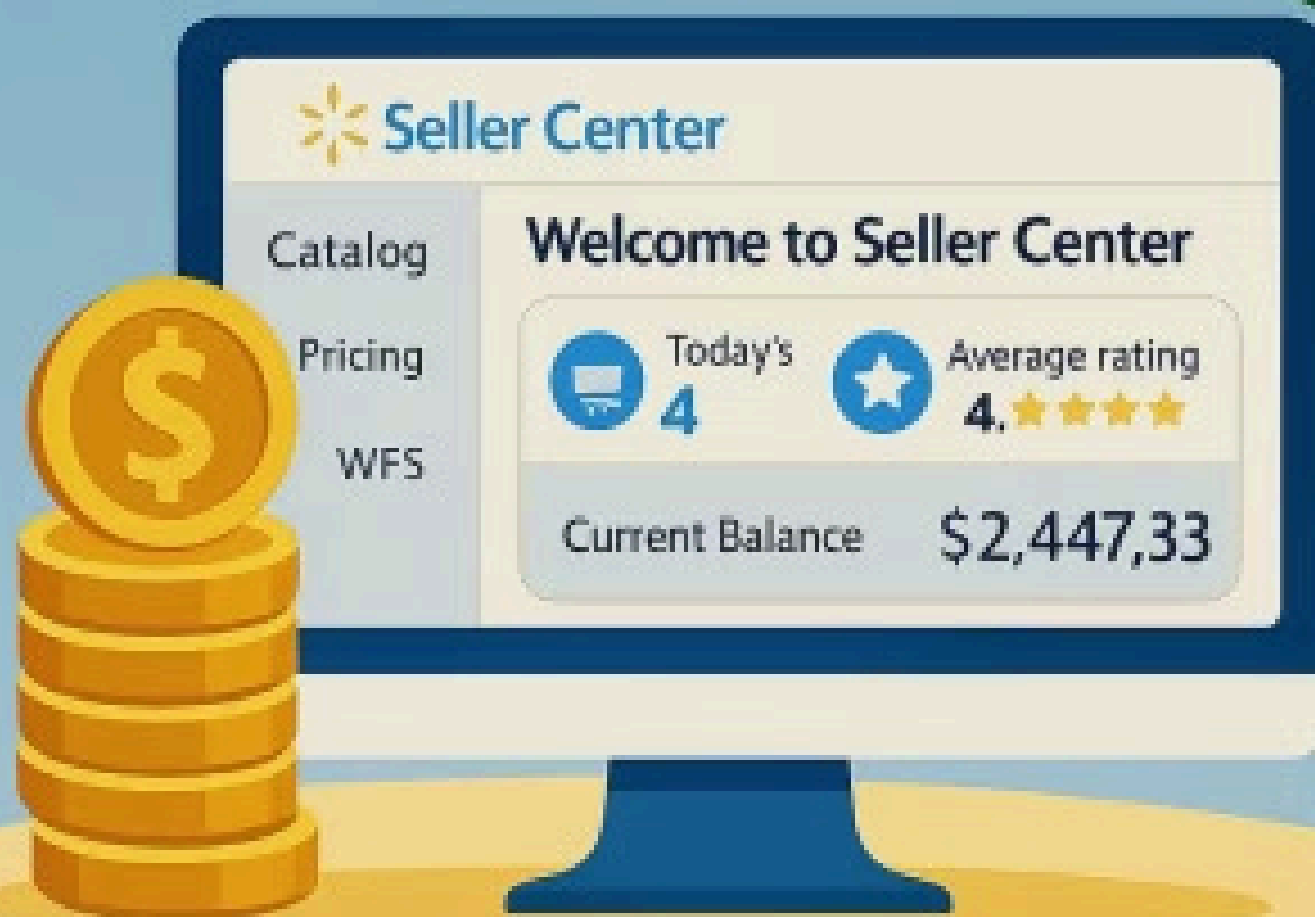 Seller Center
Catalog
Pricing
WFS
Welcome to Seller Center
Today's
4
Average rating
4.
Current Balance $2,447,33
$